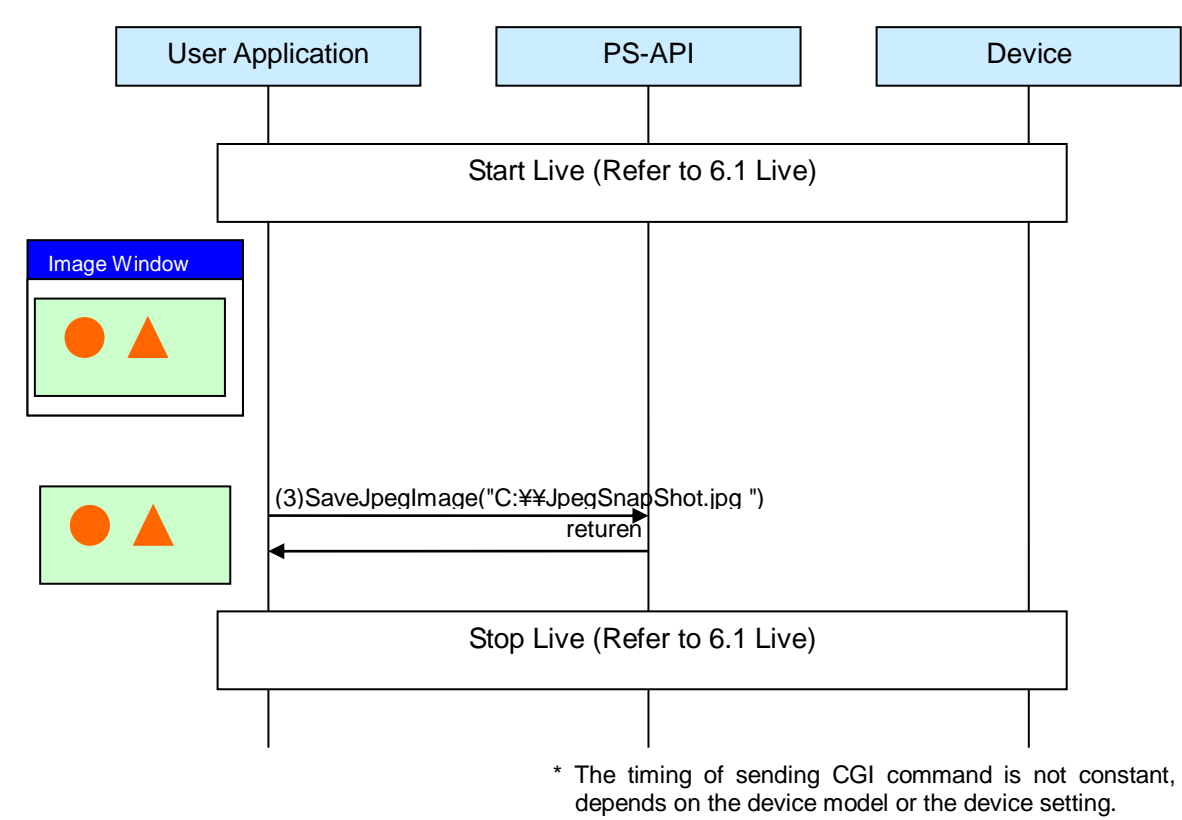 User Application
PS-API
Device
Start Live (Refer to 6.1 Live)
Image Window
(3)SaveJpegImage("C:¥¥JpegSnapShot.jpg ")
returen
Stop Live (Refer to 6.1 Live)
* The timing of sending CGI command is not constant,
depends on the device model or the device setting.